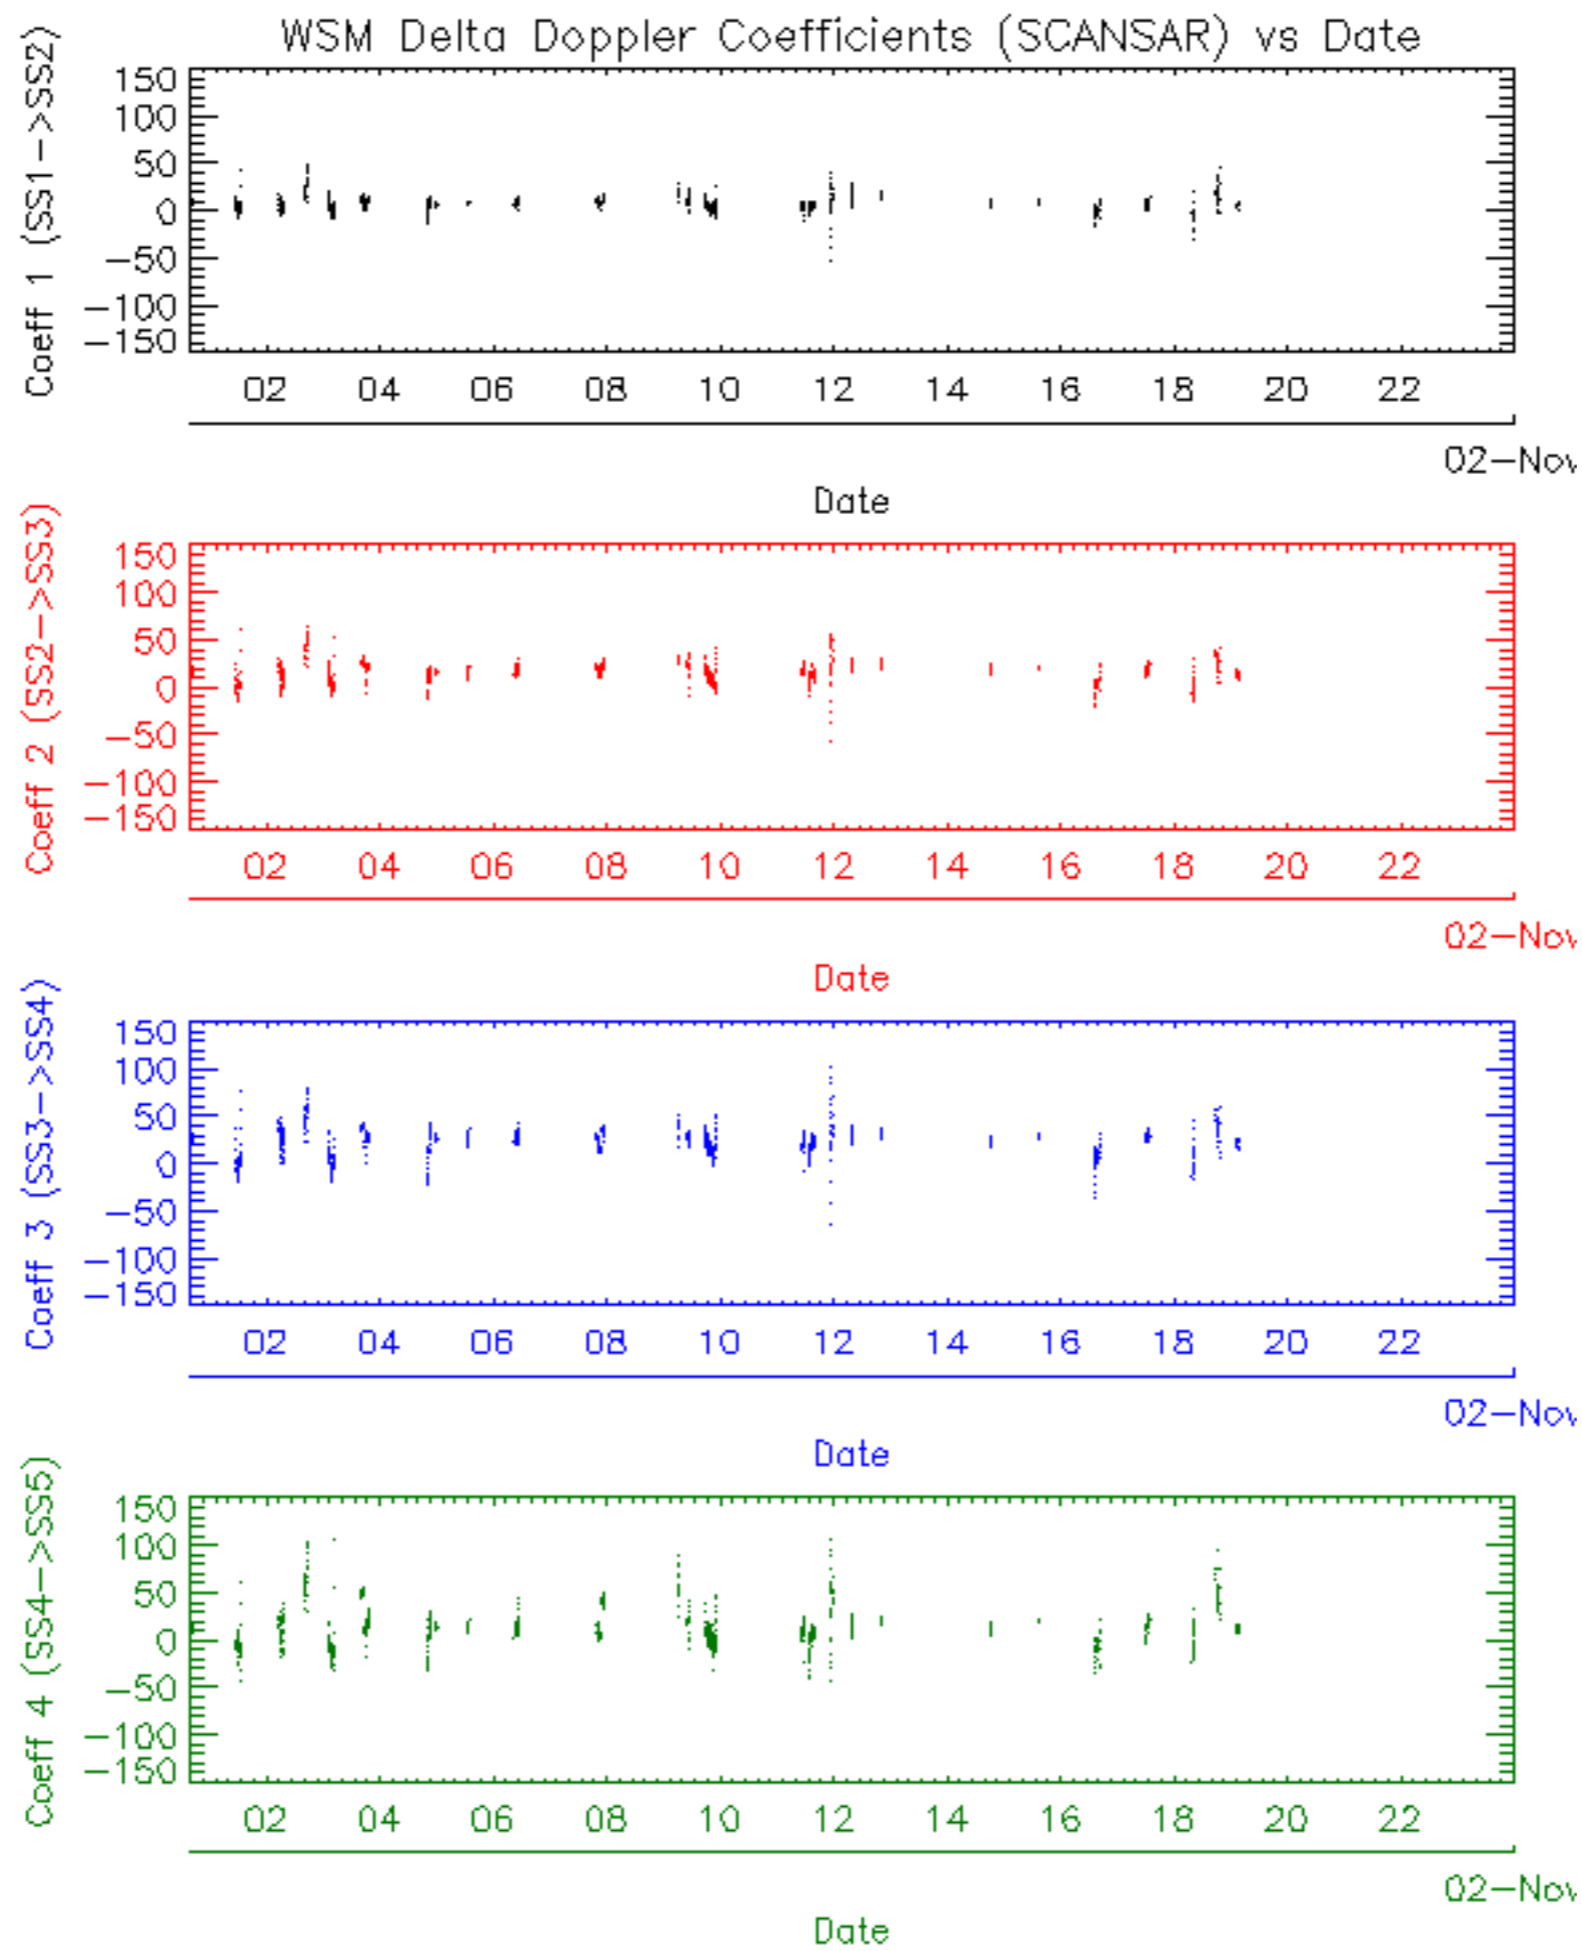 WSM Delta Doppler Coefficients (SCANSAR) vs Date
Coeff 1 (SS1->SS2)
150
100
50
0
-50
-100
-150
02 04 06 08 10 12 14 16 18 20 22
02-Nov
Date
Coeff 2 (SS2->SS3)
150
100
50
0
-50
-100
-150
02 04 06 08 10 12 14 16 18 20 22
02-Nov
Date
Coeff 3 (SS3->SS4)
150
100
50
0
-50
-100
-150
02 04 06 08 10 12 14 16 18 20 22
02-Nov
Date
Coeff 4 (SS4->SS5)
150
100
50
0
-50
-100
-150
02 04 06 08 10 12 14 16 18 20 22
02-Nov
Date